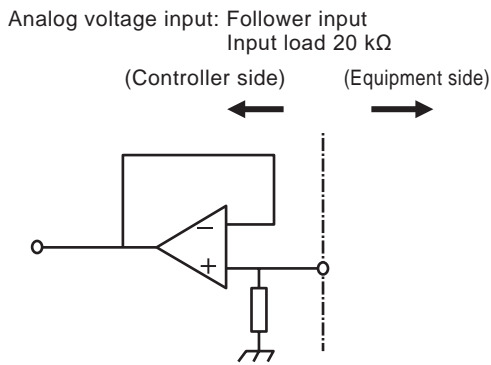 Analog voltage input: Follower input
Input load 20 kΩ
(Controller side) (Equipment side)
−
+